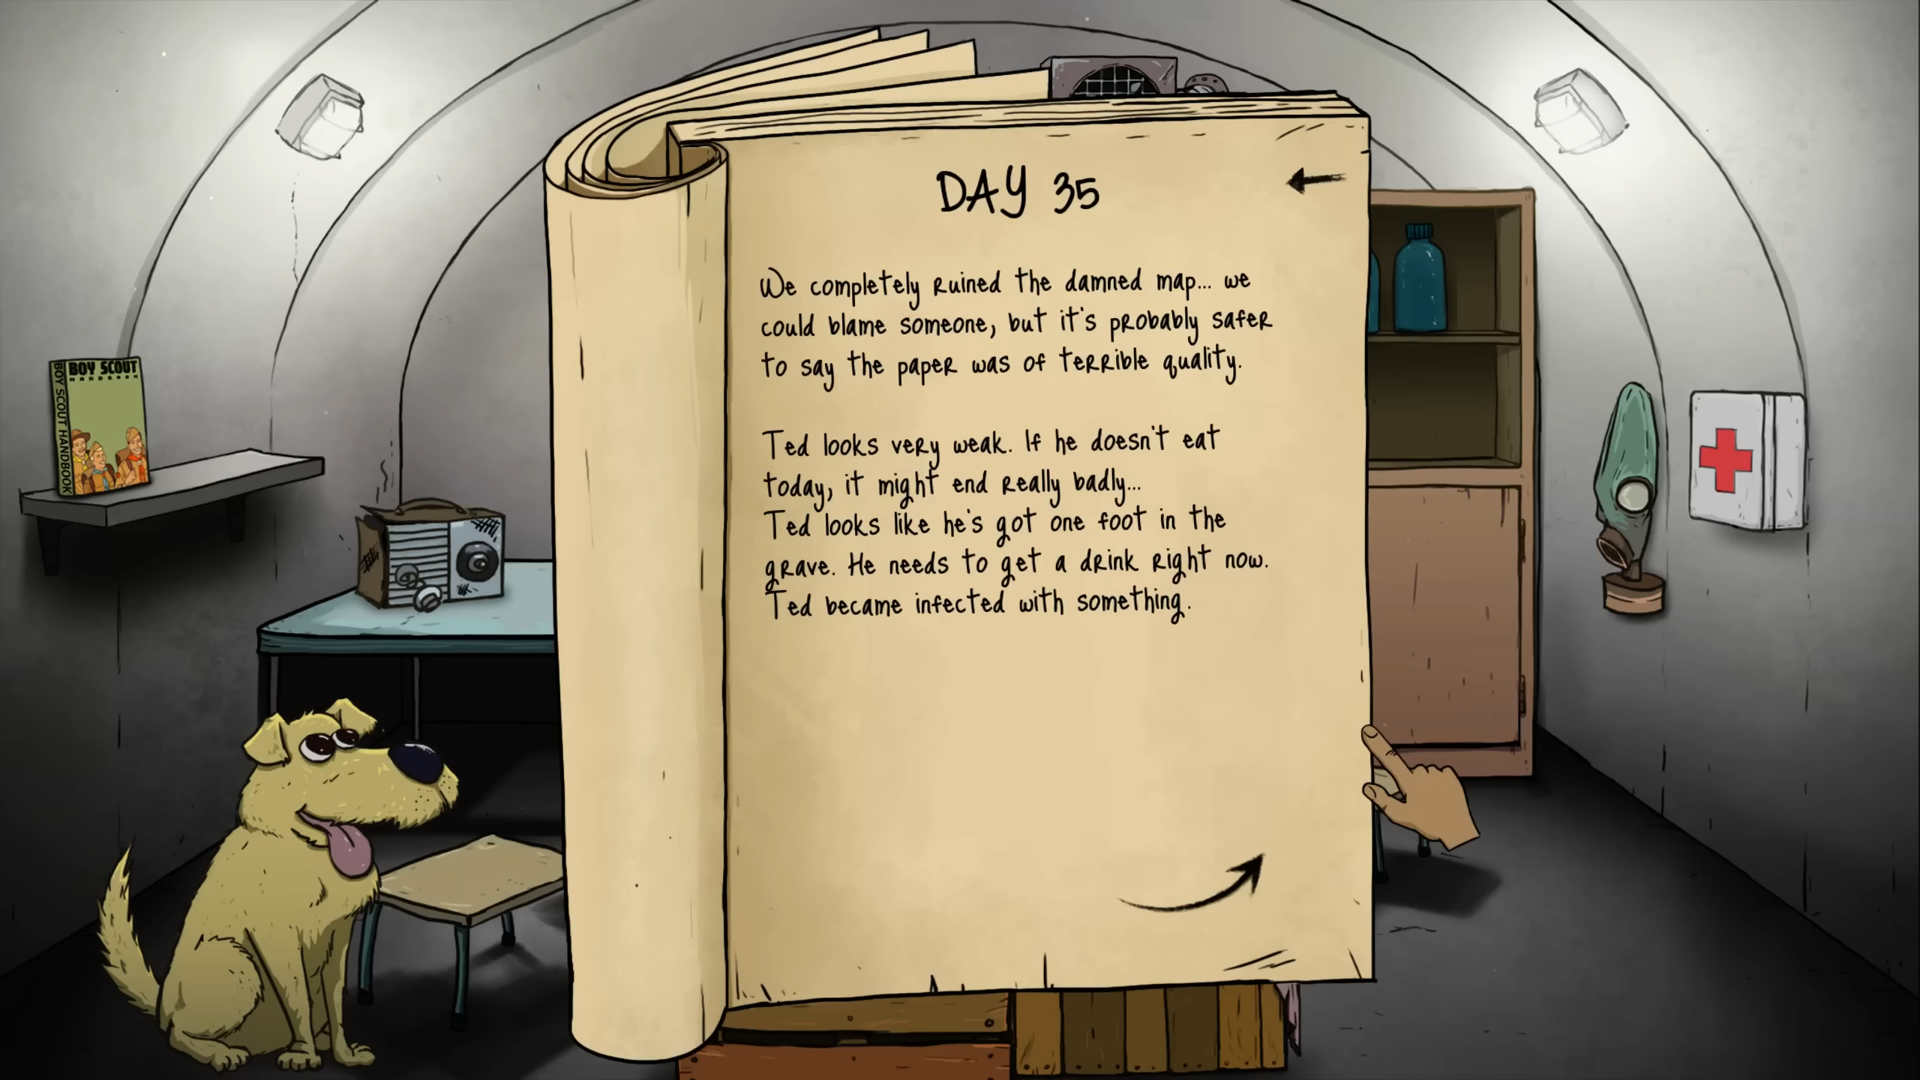 DAY 35
We completely ruined the damned map... we
could blame someone, but it's probably safer
to say the paper was of terrible quality.
Ted looks very weak. If he doesn't eat
today, it might end really badly...
Ted looks like he's got one foot in the
grave. He needs to get a drink right now.
Ted became infected with something.
BOY SCOUT
HANDBOOK
BOY SCOUT HANDBOOK